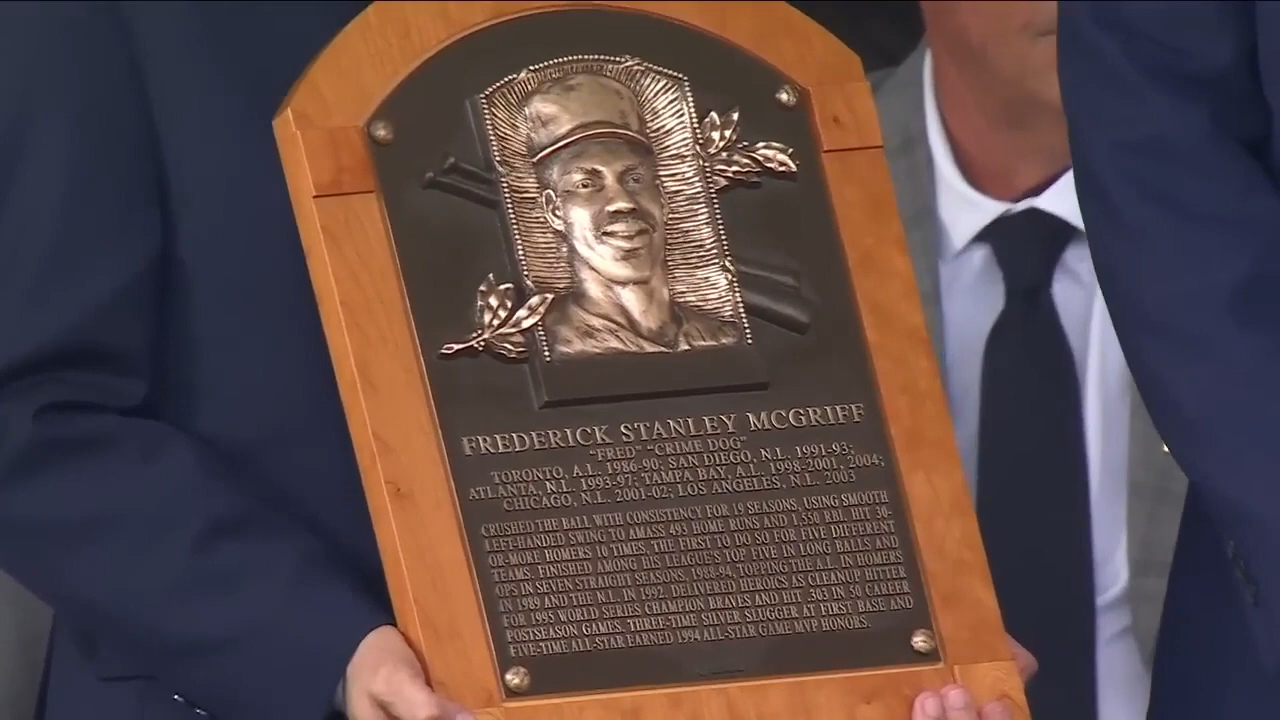 FREDERICK STANLEY MCGRIFF
"FRED" "CRIME DOG"
TORONTO, A.L. 1986-90; SAN DIEGO, N.L. 1991-93;
ATLANTA, N.L. 1993-97; TAMPA BAY, A.L. 1998-2001, 2004;
CHICAGO, N.L. 2001-02; LOS ANGELES, N.L. 2003
CRUSHED THE BALL WITH CONSISTENCY FOR 19 SEASONS, USING SMOOTH
LEFT-HANDED SWING TO AMASS 493 HOME RUNS AND 1,550 RBI. HIT 30-
OR-MORE HOMERS 10 TIMES, THE FIRST TO DO SO FOR FIVE DIFFERENT
TEAMS. FINISHED AMONG HIS LEAGUE'S TOP FIVE IN LONG BALLS AND
OPS IN SEVEN STRAIGHT SEASONS, 1988-94, TOPPING THE A.L. IN HOMERS
IN 1989 AND THE N.L. IN 1992. DELIVERED HEROICS AS CLEANUP HITTER
FOR 1995 WORLD SERIES CHAMPION BRAVES AND HIT .303 IN 50 CAREER
POSTSEASON GAMES. THREE-TIME SILVER SLUGGER AT FIRST BASE AND
FIVE-TIME ALL-STAR EARNED 1994 ALL-STAR GAME MVP HONORS.